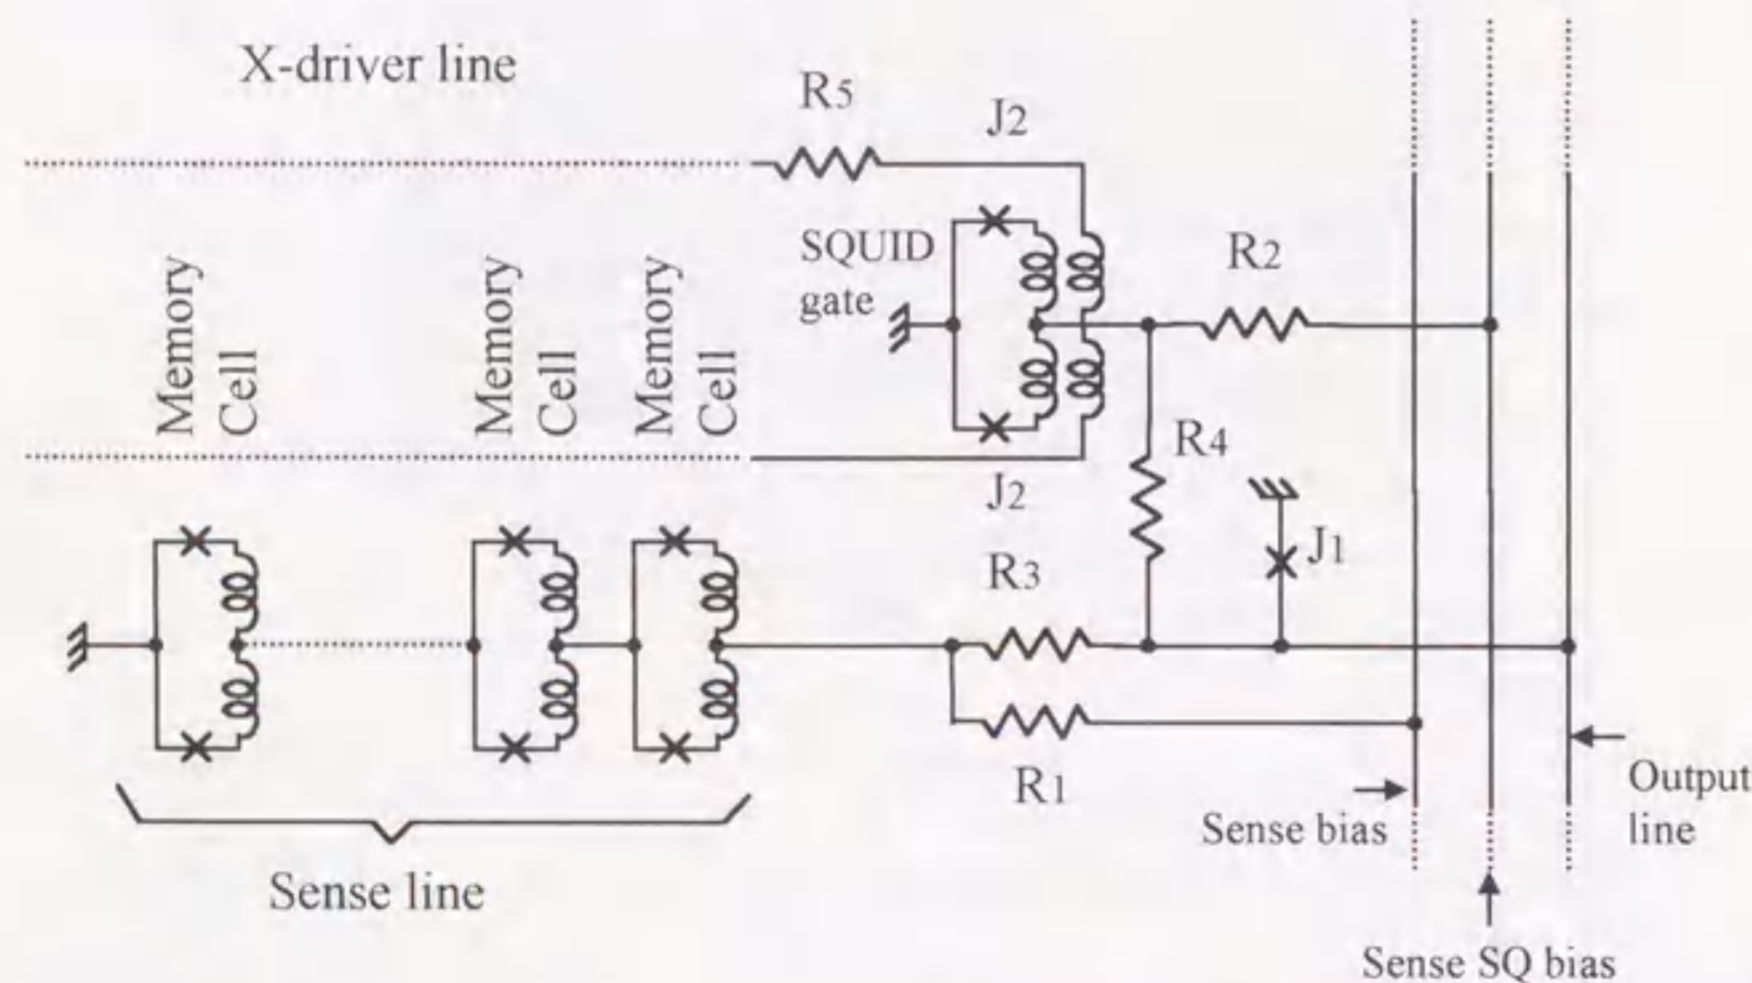 X-driver line
R5
J2
SQUID
gate
R2
Memory
Cell
Memory
Cell
Memory
Cell
R4
J2
J1
R3
R1
Sense bias
Output
line
Sense line
Sense SQ bias